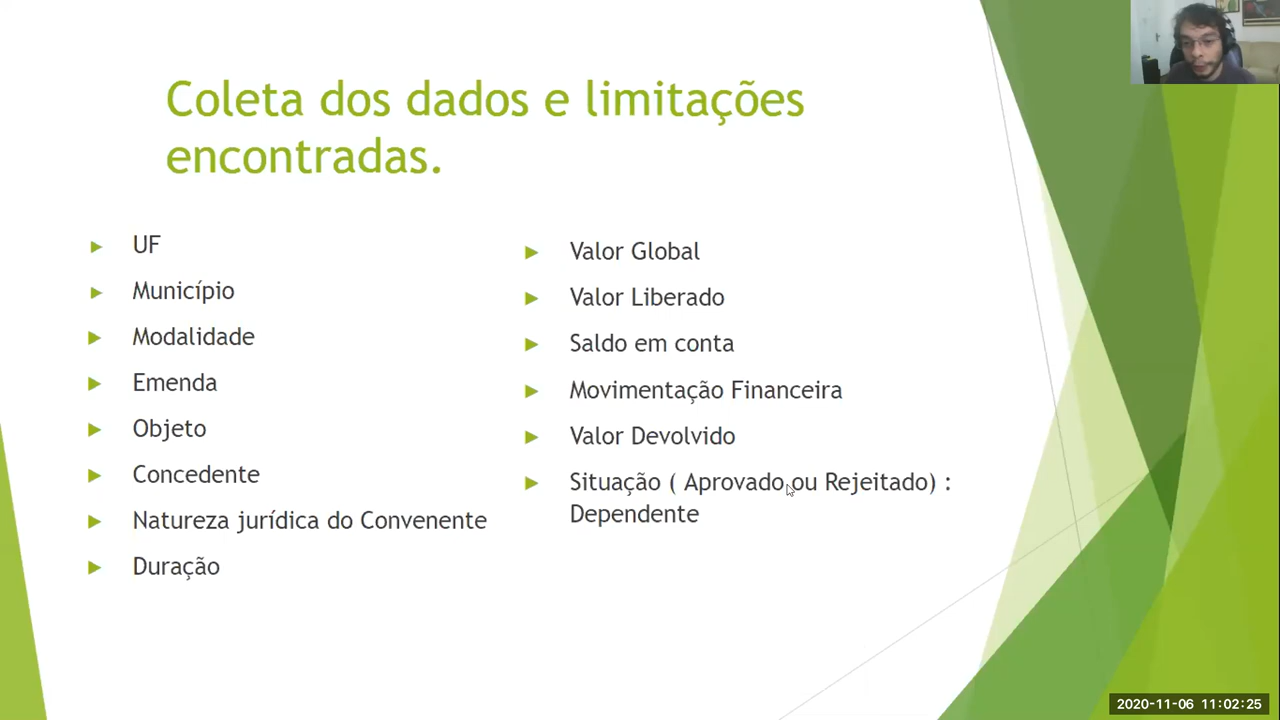 Coleta dos dados e limitações
encontradas.
UF
Município
Modalidade
Emenda
Objeto
Concedente
Natureza jurídica do Convenente
Duração
Valor Global
Valor Liberado
Saldo em conta
Movimentação Financeira
Valor Devolvido
Situação ( Aprovado ou Rejeitado) :
Dependente
2020-11-06 11:02:25